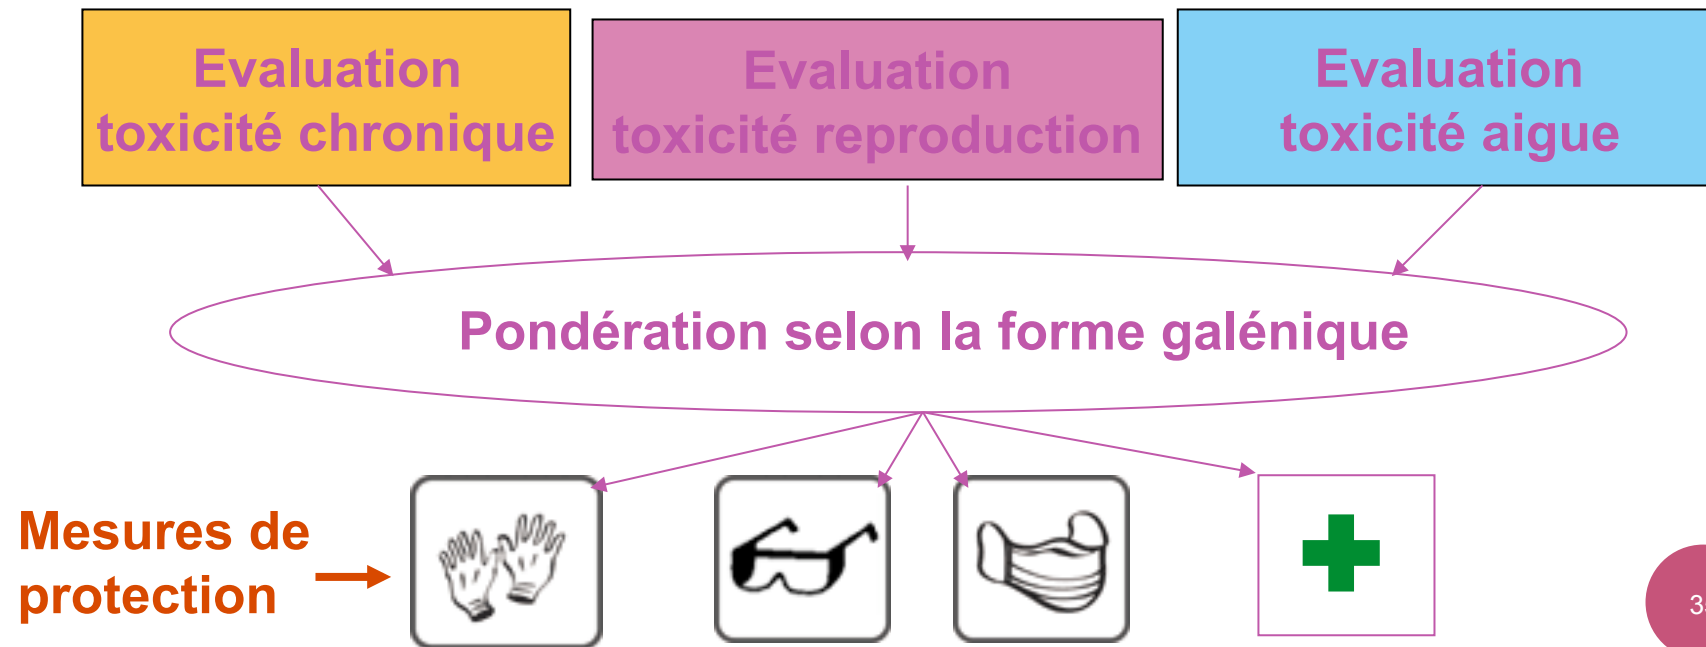 Evaluation
toxicité chronique
Evaluation
toxicité reproduction
Evaluation
toxicité aigue
Pondération selon la forme galénique
Mesures de
protection